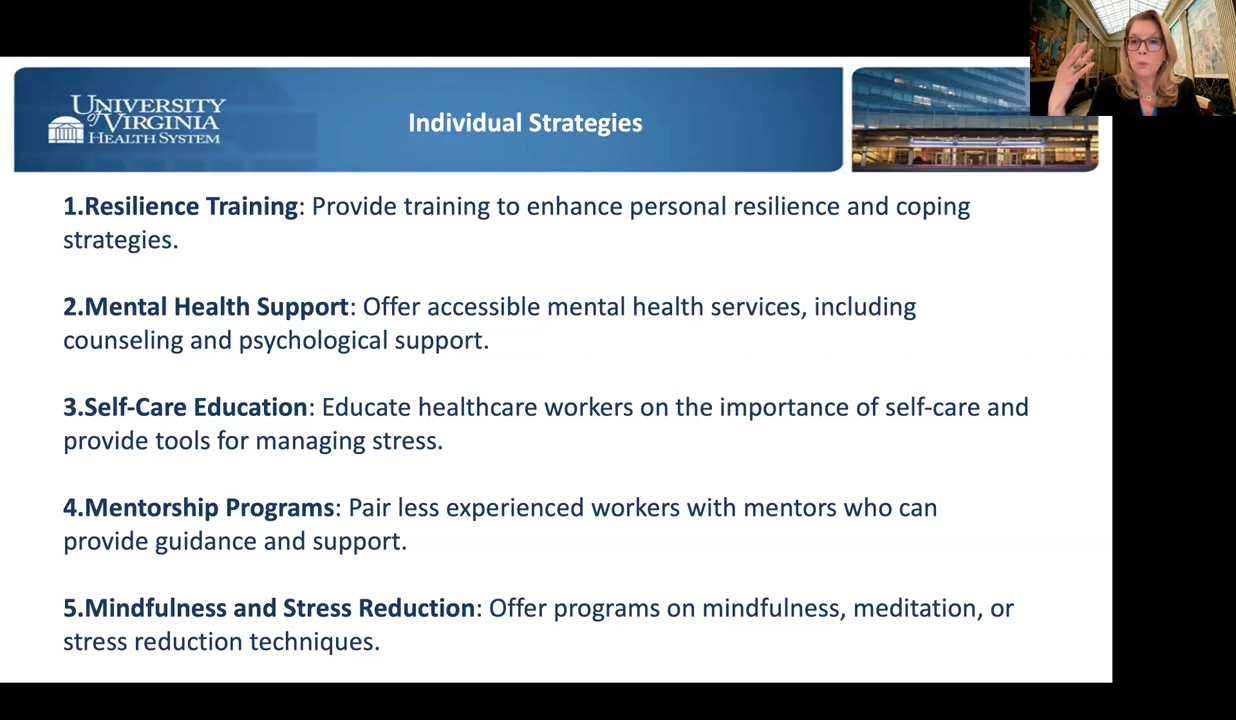 UNIVERSITY
of VIRGINIA
HEALTH SYSTEM
Individual Strategies
1.Resilience Training: Provide training to enhance personal resilience and coping
strategies.
2.Mental Health Support: Offer accessible mental health services, including
counseling and psychological support.
3.Self-Care Education: Educate healthcare workers on the importance of self-care and
provide tools for managing stress.
4.Mentorship Programs: Pair less experienced workers with mentors who can
provide guidance and support.
5.Mindfulness and Stress Reduction: Offer programs on mindfulness, meditation, or
stress reduction techniques.